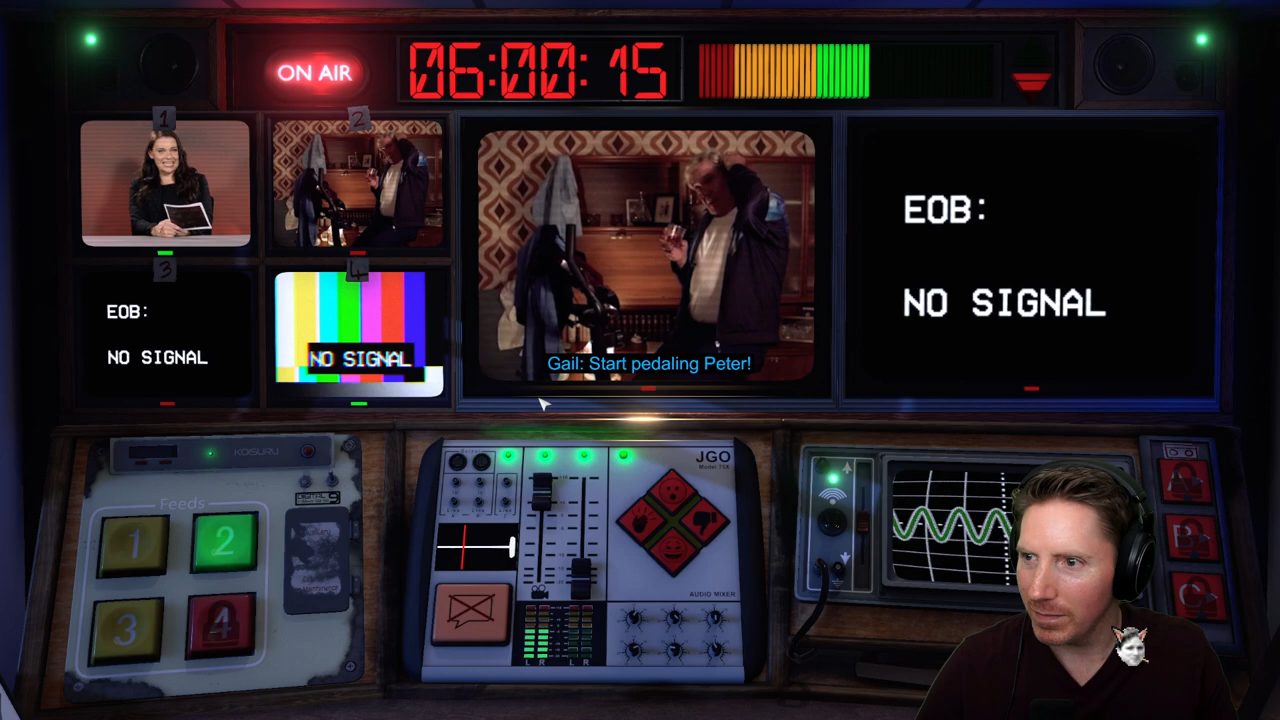 ON AIR
06:00:15
1
2
3
EOB:
NO SIGNAL
4
NO SIGNAL
Gail: Start pedaling Peter!
EOB:
NO SIGNAL
KOISURU
Feeds
1
2
3
4
JGO
AUDIO MIXER
L R L R
A
B
C